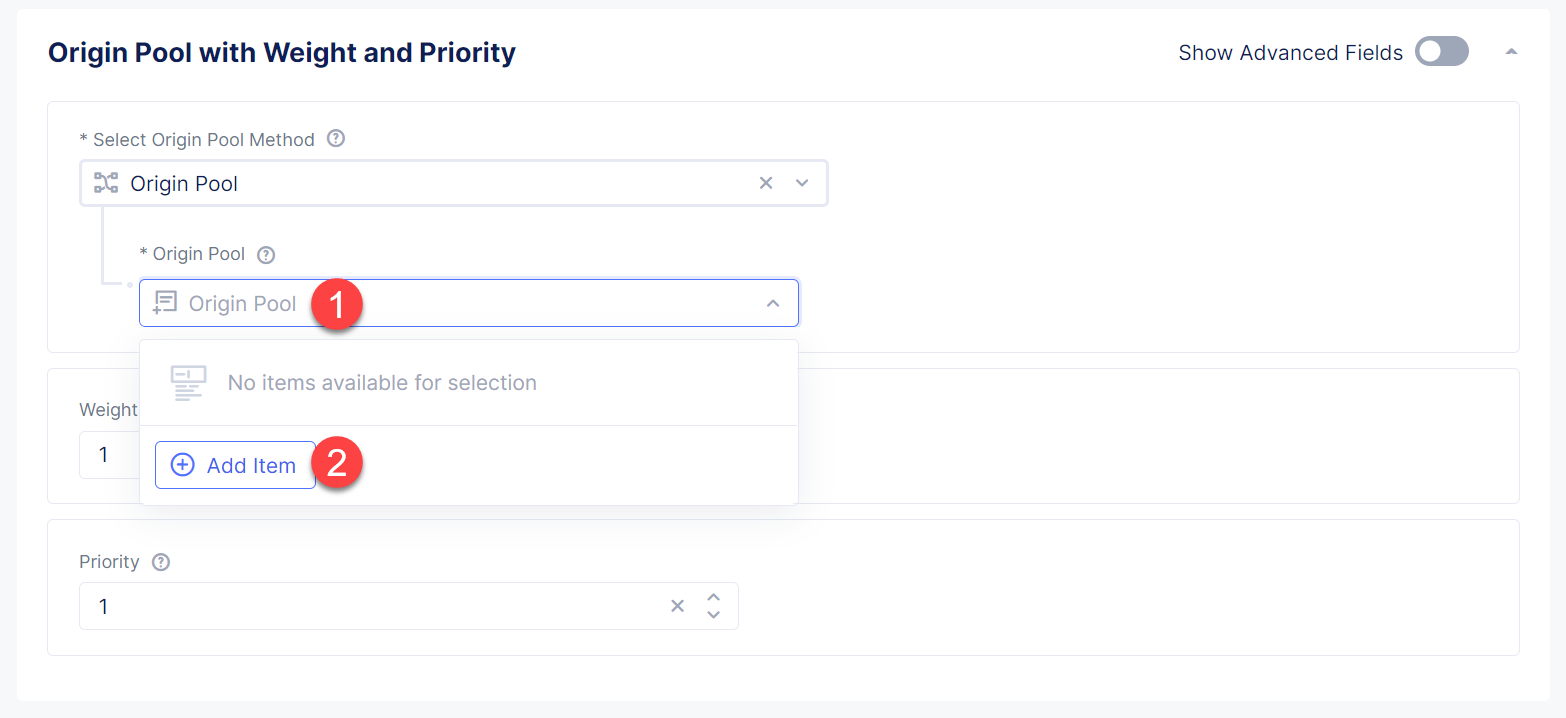 Origin Pool with Weight and Priority
Show Advanced Fields
* Select Origin Pool Method ?
Origin Pool
* Origin Pool ?
Origin Pool 1
No items available for selection
Weight
1
Add Item 2
Priority ?
1